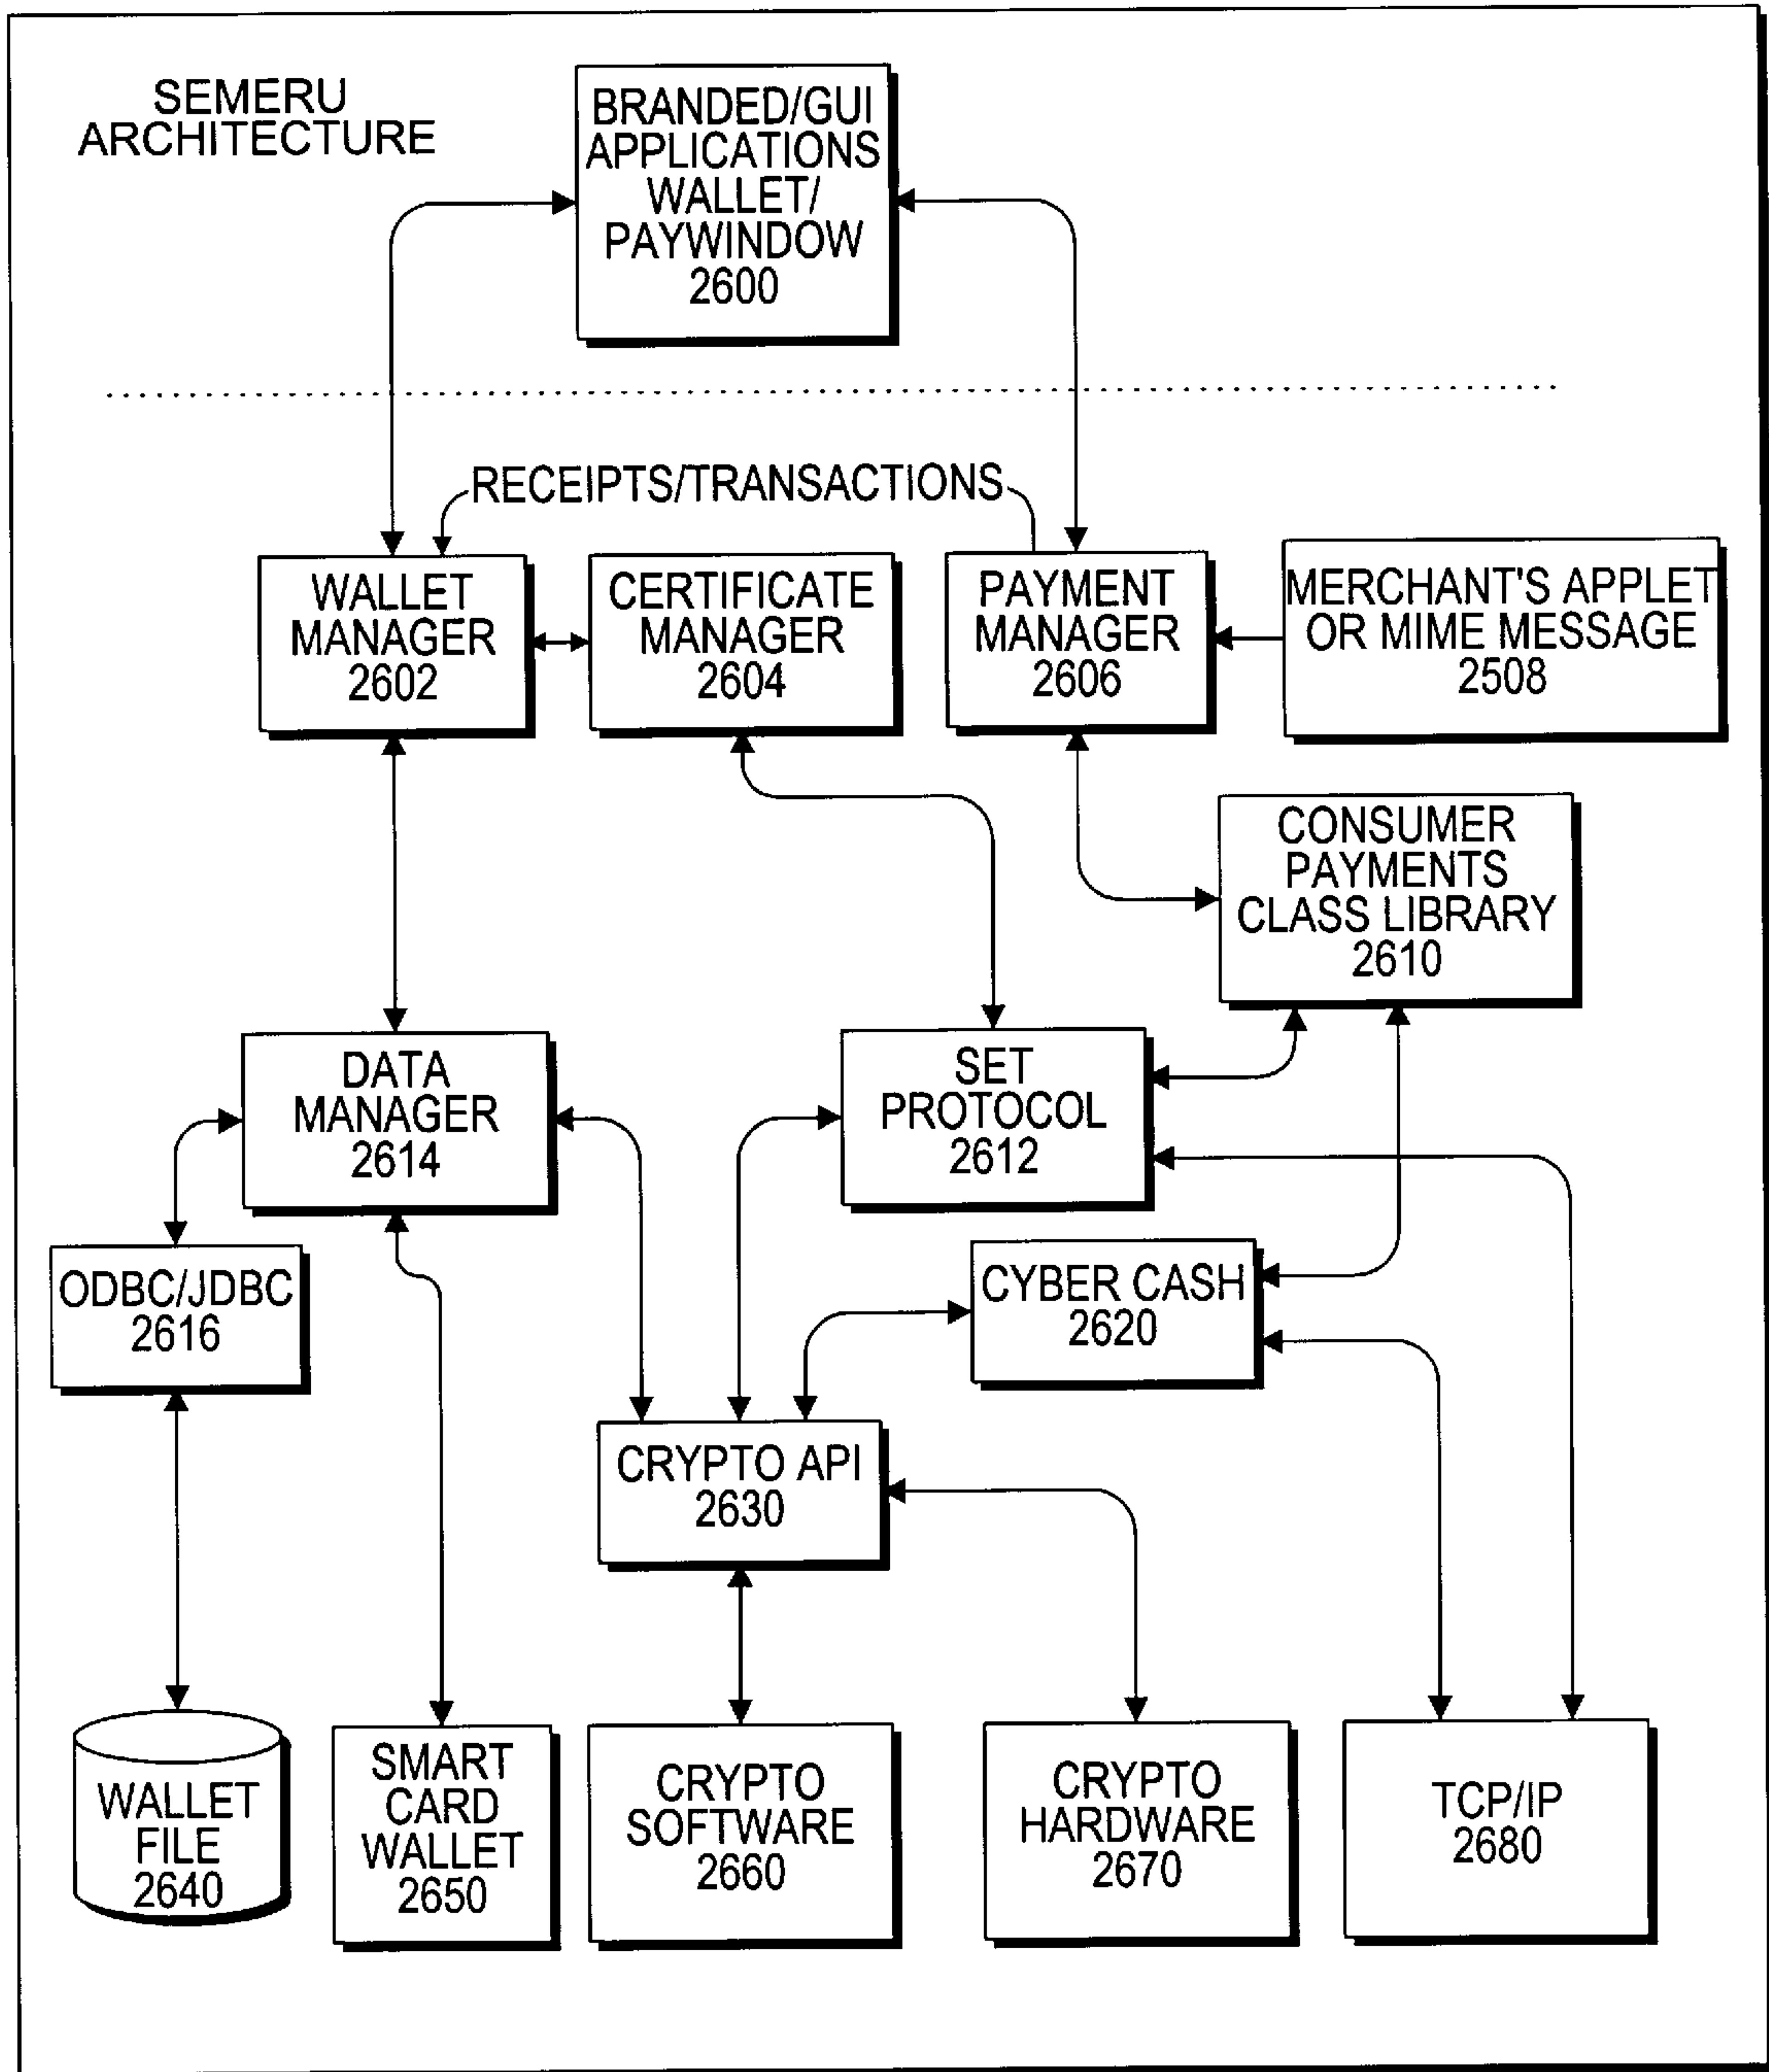 SEMERU
ARCHITECTURE
BRANDED/GUI
APPLICATIONS
WALLET/
PAYWINDOW
2600
RECEIPTS/TRANSACTIONS
WALLET
MANAGER
2602
CERTIFICATE
MANAGER
2604
PAYMENT
MANAGER
2606
MERCHANT'S APPLET
OR MIME MESSAGE
2508
CONSUMER
PAYMENTS
CLASS LIBRARY
2610
DATA
MANAGER
2614
SET
PROTOCOL
2612
ODBC/JDBC
2616
CYBER CASH
2620
CRYPTO API
2630
WALLET
FILE
2640
SMART
CARD
WALLET
2650
CRYPTO
SOFTWARE
2660
CRYPTO
HARDWARE
2670
TCP/IP
2680